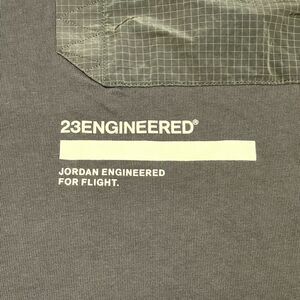 23ENGINEERED®
JORDAN ENGINEERED
FOR FLIGHT.